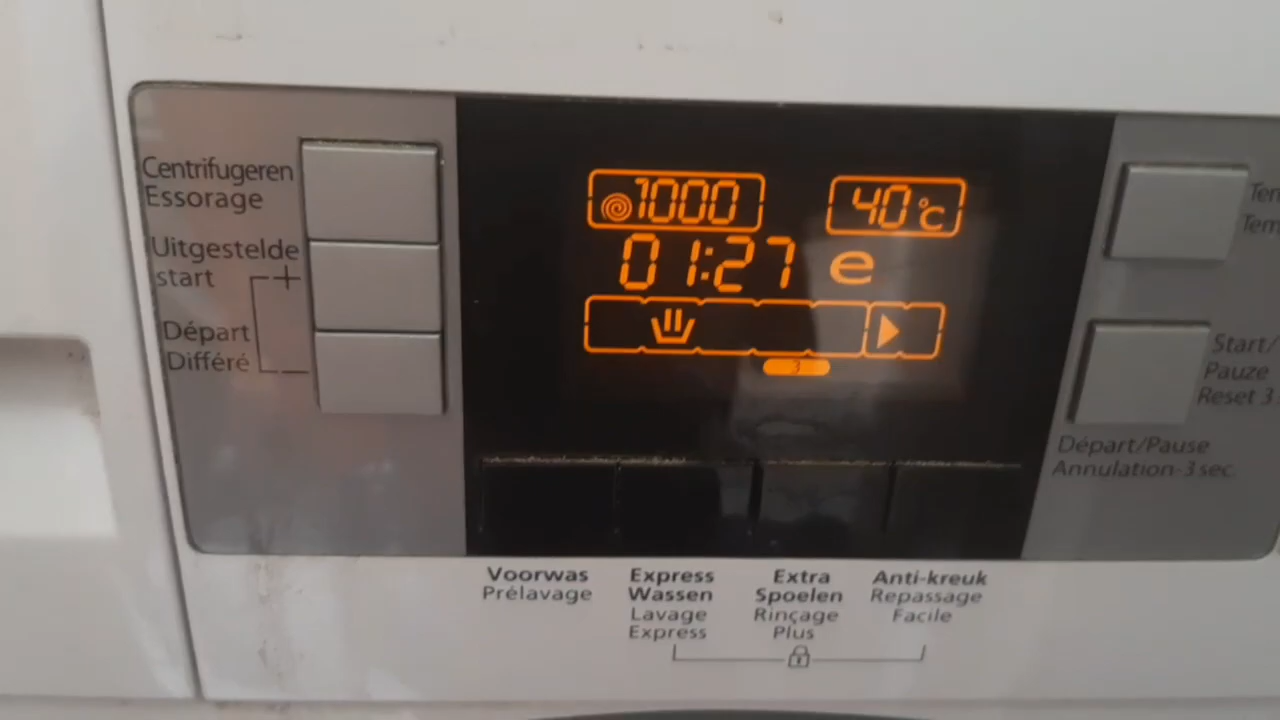 Centrifugeren
Essorage
Uitgestelde
start
+
Départ
Différé
1000
40°C
01:27 e
3
Start/
Pauze
Reset 3
Départ/Pause
Annulation-3sec.
Voorwas
Prélavage
Express
Wassen
Lavage
Express
Extra
Spoelen
Rinçage
Plus
Anti-kreuk
Repassage
Facile